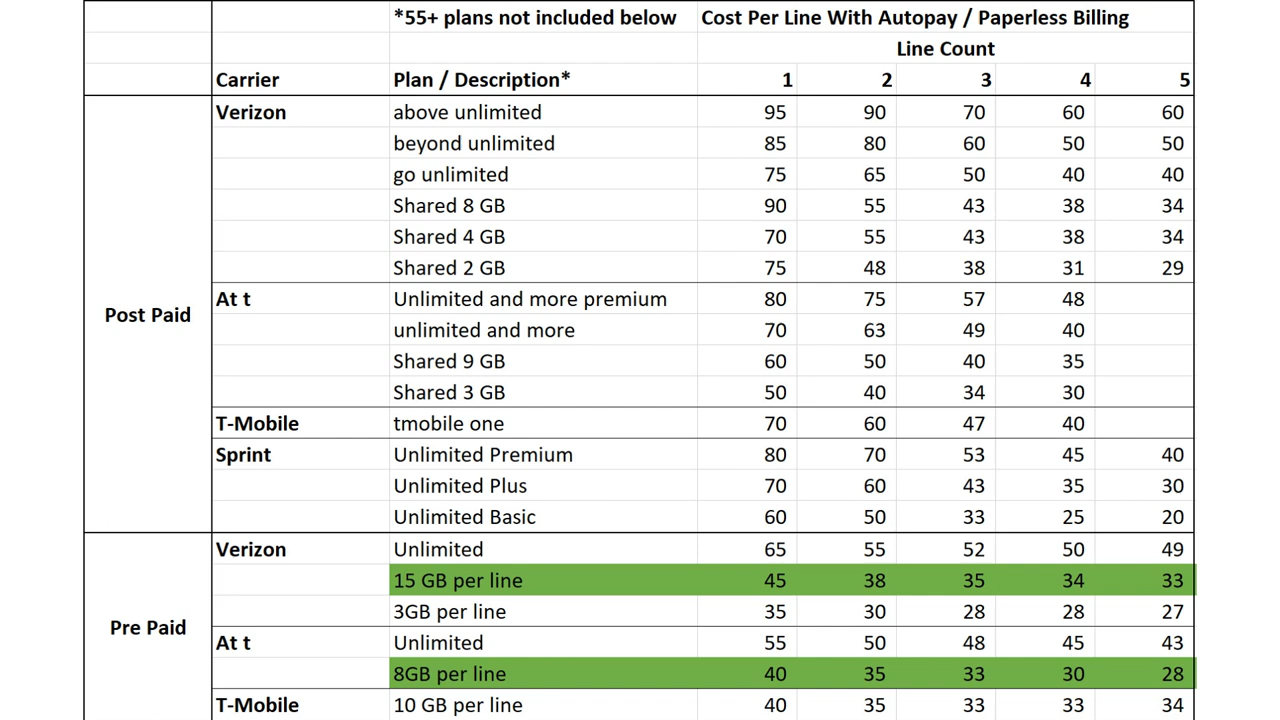 *55+ plans not included below Cost Per Line With Autopay / Paperless Billing
Line Count
Carrier Plan / Description* 1 2 3 4 5
Post Paid
Verizon above unlimited 95 90 70 60 60
beyond unlimited 85 80 60 50 50
go unlimited 75 65 50 40 40
Shared 8 GB 90 55 43 38 34
Shared 4 GB 70 55 43 38 34
Shared 2 GB 75 48 38 31 29
At t Unlimited and more premium 80 75 57 48
unlimited and more 70 63 49 40
Shared 9 GB 60 50 40 35
Shared 3 GB 50 40 34 30
T-Mobile tmobile one 70 60 47 40
Sprint Unlimited Premium 80 70 53 45 40
Unlimited Plus 70 60 43 35 30
Unlimited Basic 60 50 33 25 20
Pre Paid
Verizon Unlimited 65 55 52 50 49
15 GB per line 45 38 35 34 33
3GB per line 35 30 28 28 27
At t Unlimited 55 50 48 45 43
8GB per line 40 35 33 30 28
T-Mobile 10 GB per line 40 35 33 33 34